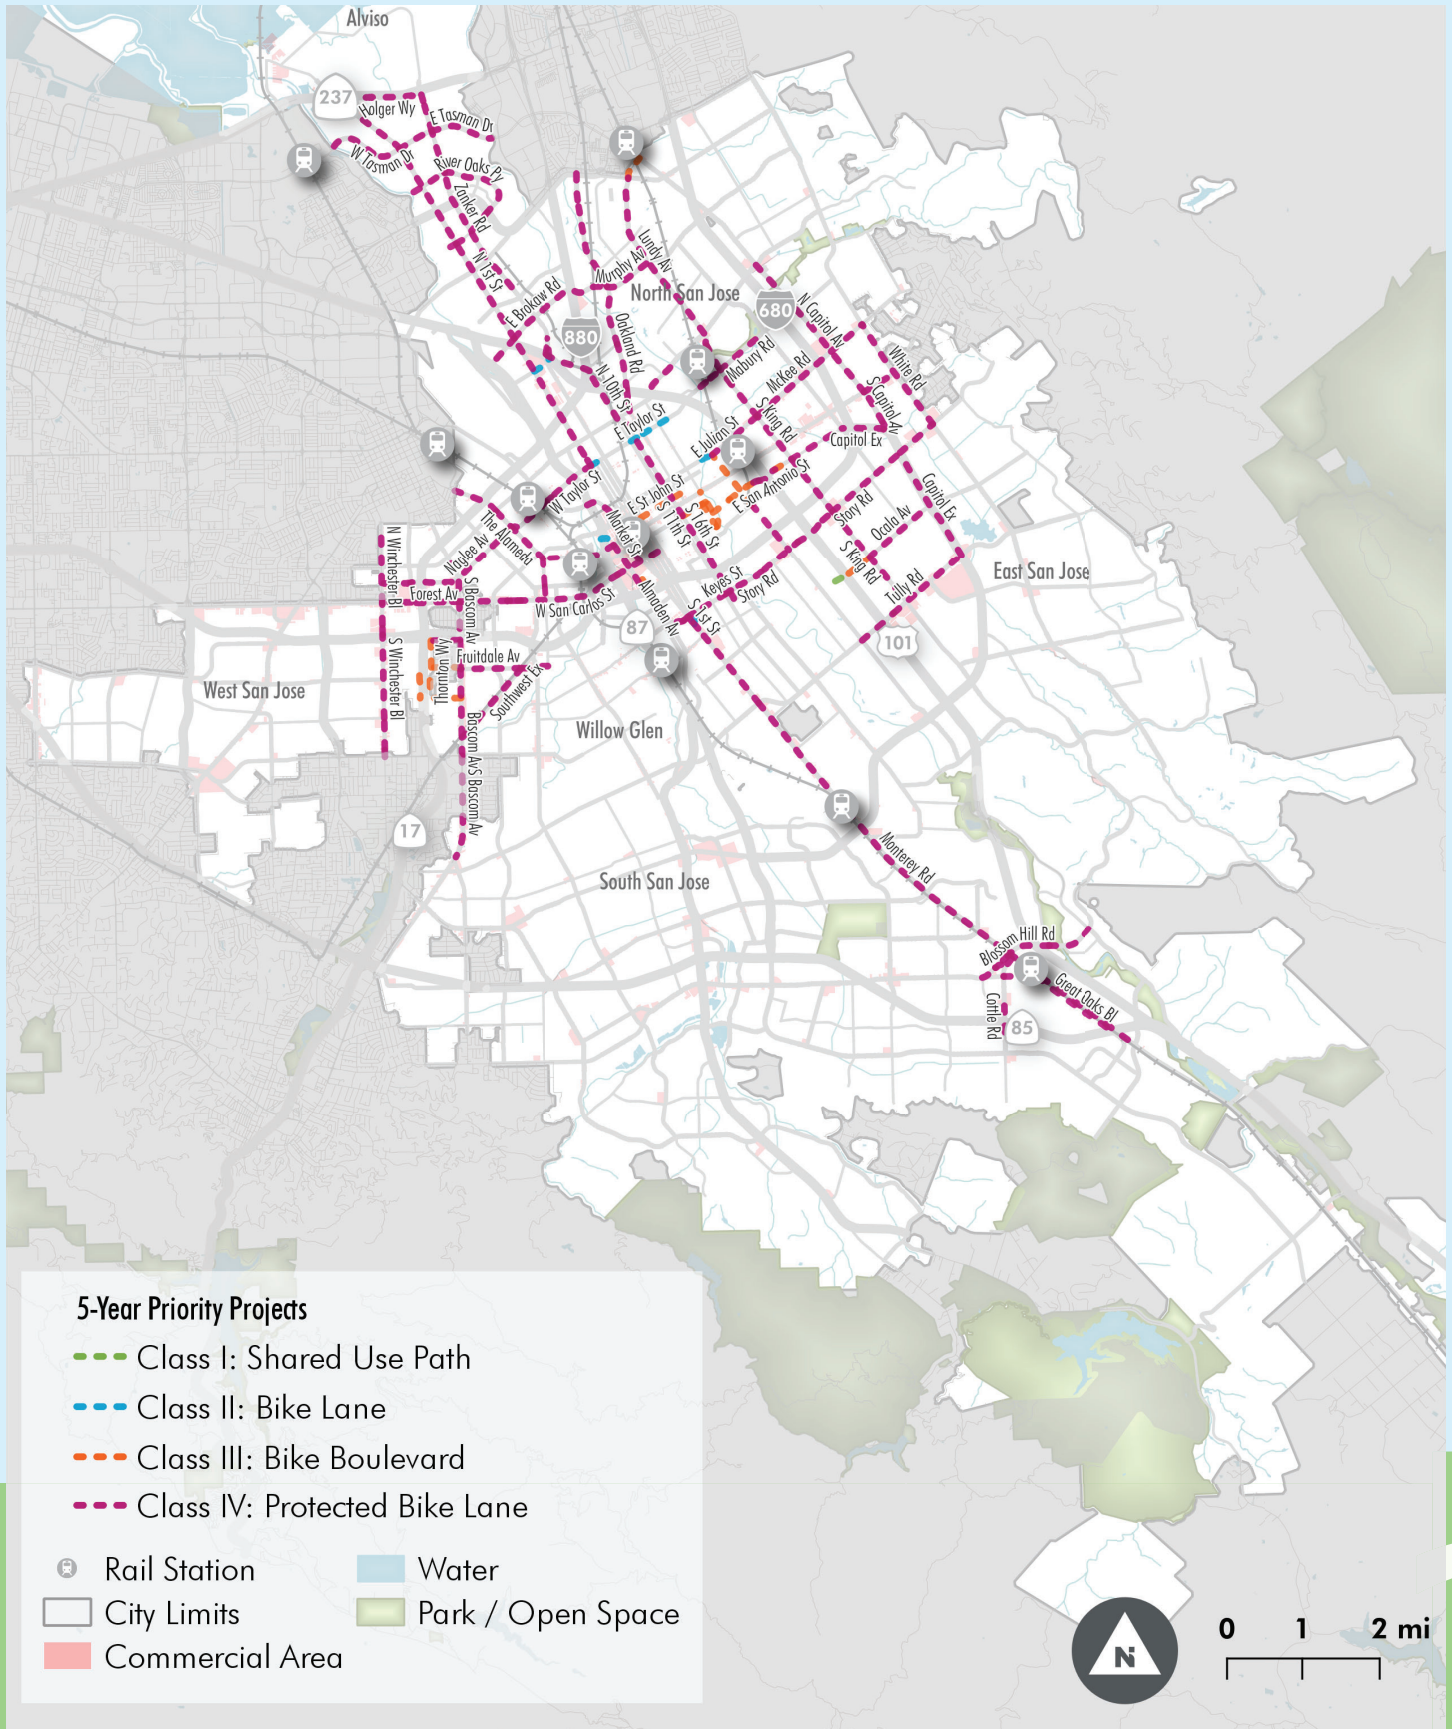 Alviso
237
Holger Wy
E Tasman Dr
W Tasman Dr
River Oaks Py
Zanker Rd
N 1st St
Lundy Av
Murphy Av
North San Jose
E Brokaw Rd
680
N Capitol Av
880
Oakland Rd
Mabury Rd
White Rd
McKee Rd
N 10th St
S Capitol Av
S King Rd
E Taylor St
E Julian St
Capitol Ex
W Taylor St
E St John St
E San Antonio St
Capitol Ex
S 11th St
S 16th St
Story Rd
Ocala Av
The Alameda
Market St
N Winchester Bl
Naglee Av
S King Rd
East San Jose
Keyes St
Story Rd
Tully Rd
Forest Av
S Bascom Av
W San Carlos St
Almaden Av
S 1st St
87
101
S Winchester Bl
Thornton Wy
Fruitdale Av
Southwest Ex
West San Jose
Willow Glen
Bascom Av
S Bascom Av
17
Monterey Rd
South San Jose
Blossom Hill Rd
Great Oaks Bl
Cottle Rd
85
5-Year Priority Projects
Class I: Shared Use Path
Class II: Bike Lane
Class III: Bike Boulevard
Class IV: Protected Bike Lane
Rail Station
Water
City Limits
Park / Open Space
Commercial Area
N
0 1 2 mi